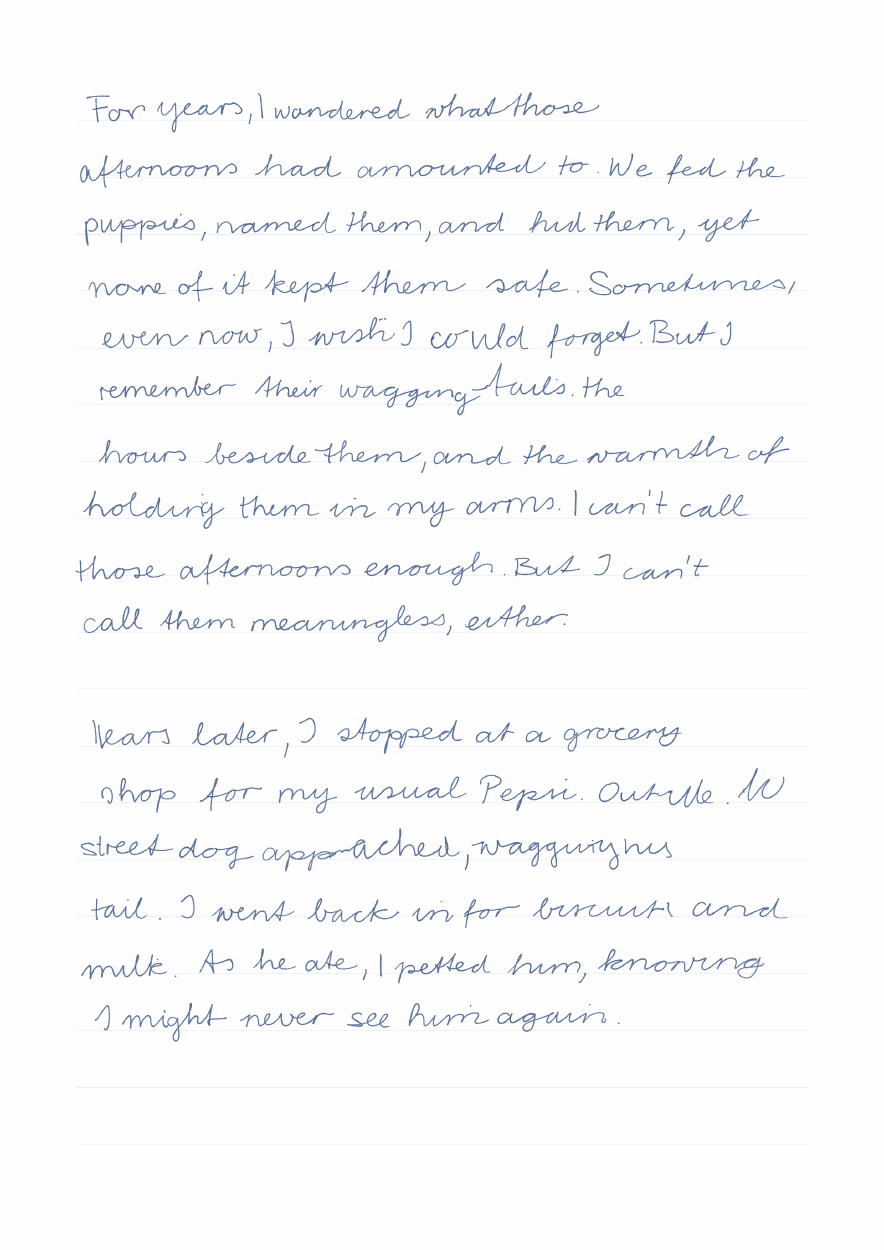 For years, I wondered what those
afternoons had amounted to. We fed the
puppies, named them, and hid them, yet
none of it kept them safe. Sometimes,
even now, I wish I could forget. But I
remember their wagging tails. the
hours beside them, and the warmth of
holding them in my arms. I can't call
those afternoons enough. But I can't
call them meaningless, either.
Years later, I stopped at a grocery
shop for my usual Pepsi. Outside.
street dog approached, wagging his
tail. I went back in for biscuits and
milk. As he ate, I petted him, knowing
I might never see him again.